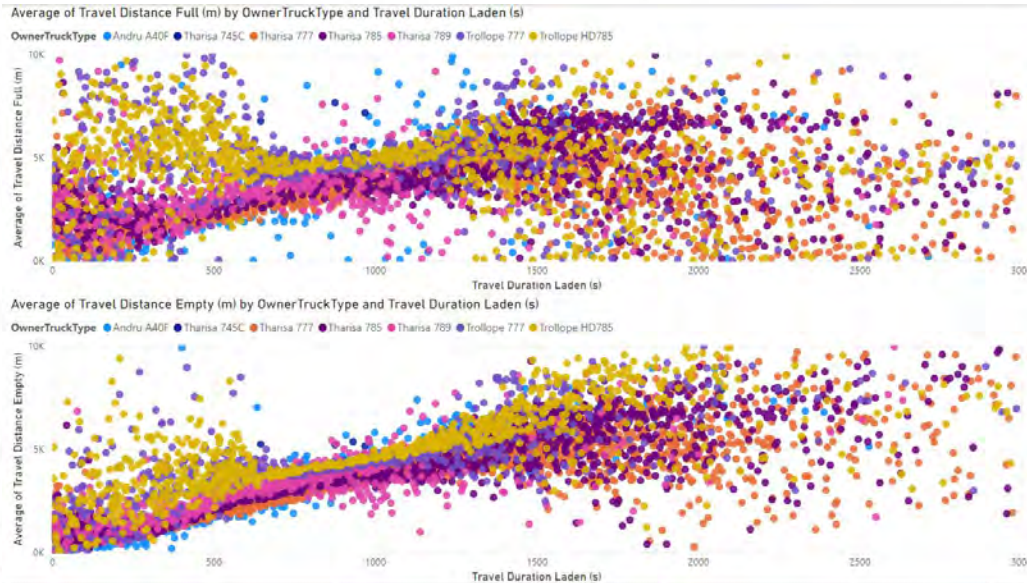 Average of Travel Distance Full (m) by OwnerTruckType and Travel Duration Laden (s)
OwnerTruckType Andru A40F Tharisa 745C Tharisa 777 Tharisa 785 Tharisa 789 Trollope 777 Trollope HD785
Average of Travel Distance Full (m)
10K
5K
0K
0 500 1000 1500 2000 2500 3000
Travel Duration Laden (s)
Average of Travel Distance Empty (m) by OwnerTruckType and Travel Duration Laden (s)
OwnerTruckType Andru A40F Tharisa 745C Tharisa 777 Tharisa 785 Tharisa 789 Trollope 777 Trollope HD785
Average of Travel Distance Empty (m)
10K
5K
0K
0 500 1000 1500 2000 2500 3000
Travel Duration Laden (s)